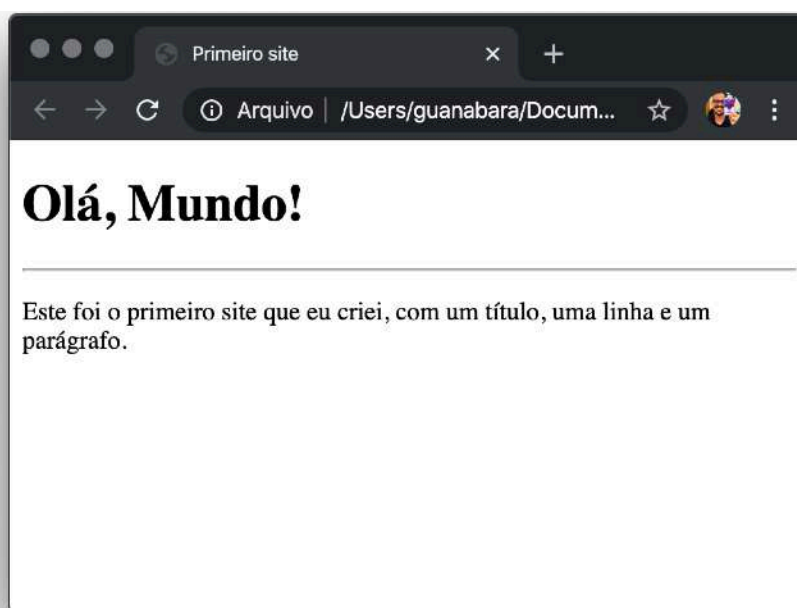 Primeiro site
Arquivo | /Users/guanabara/Docum...
Olá, Mundo!
Este foi o primeiro site que eu criei, com um título, uma linha e um
parágrafo.